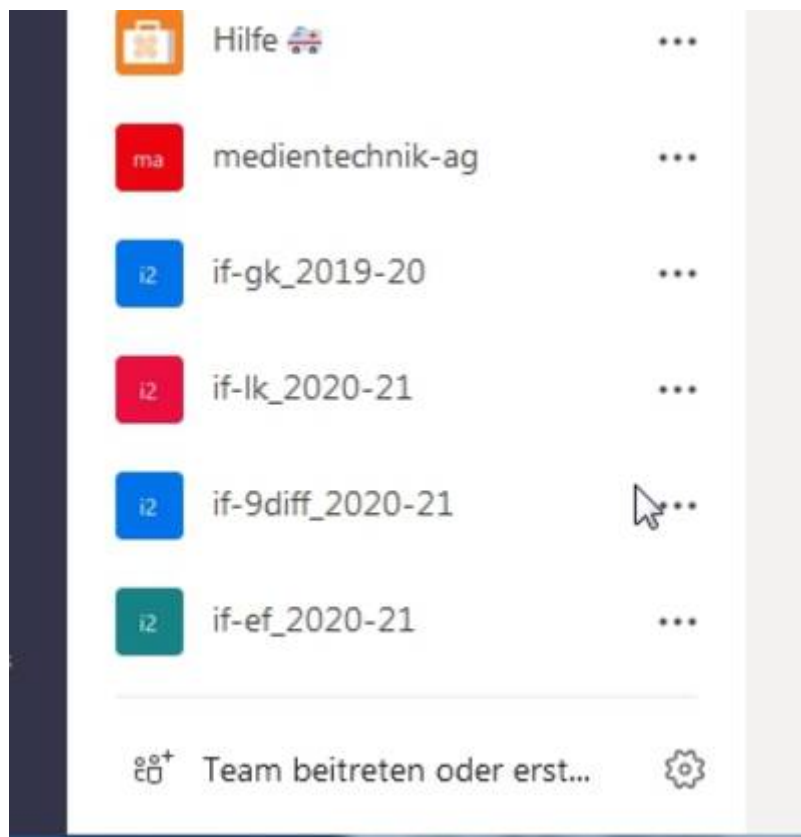 Hilfe 🚑
ma medientechnik-ag
i2 if-gk_2019-20
i2 if-lk_2020-21
i2 if-9diff_2020-21
i2 if-ef_2020-21
Team beitreten oder erst...